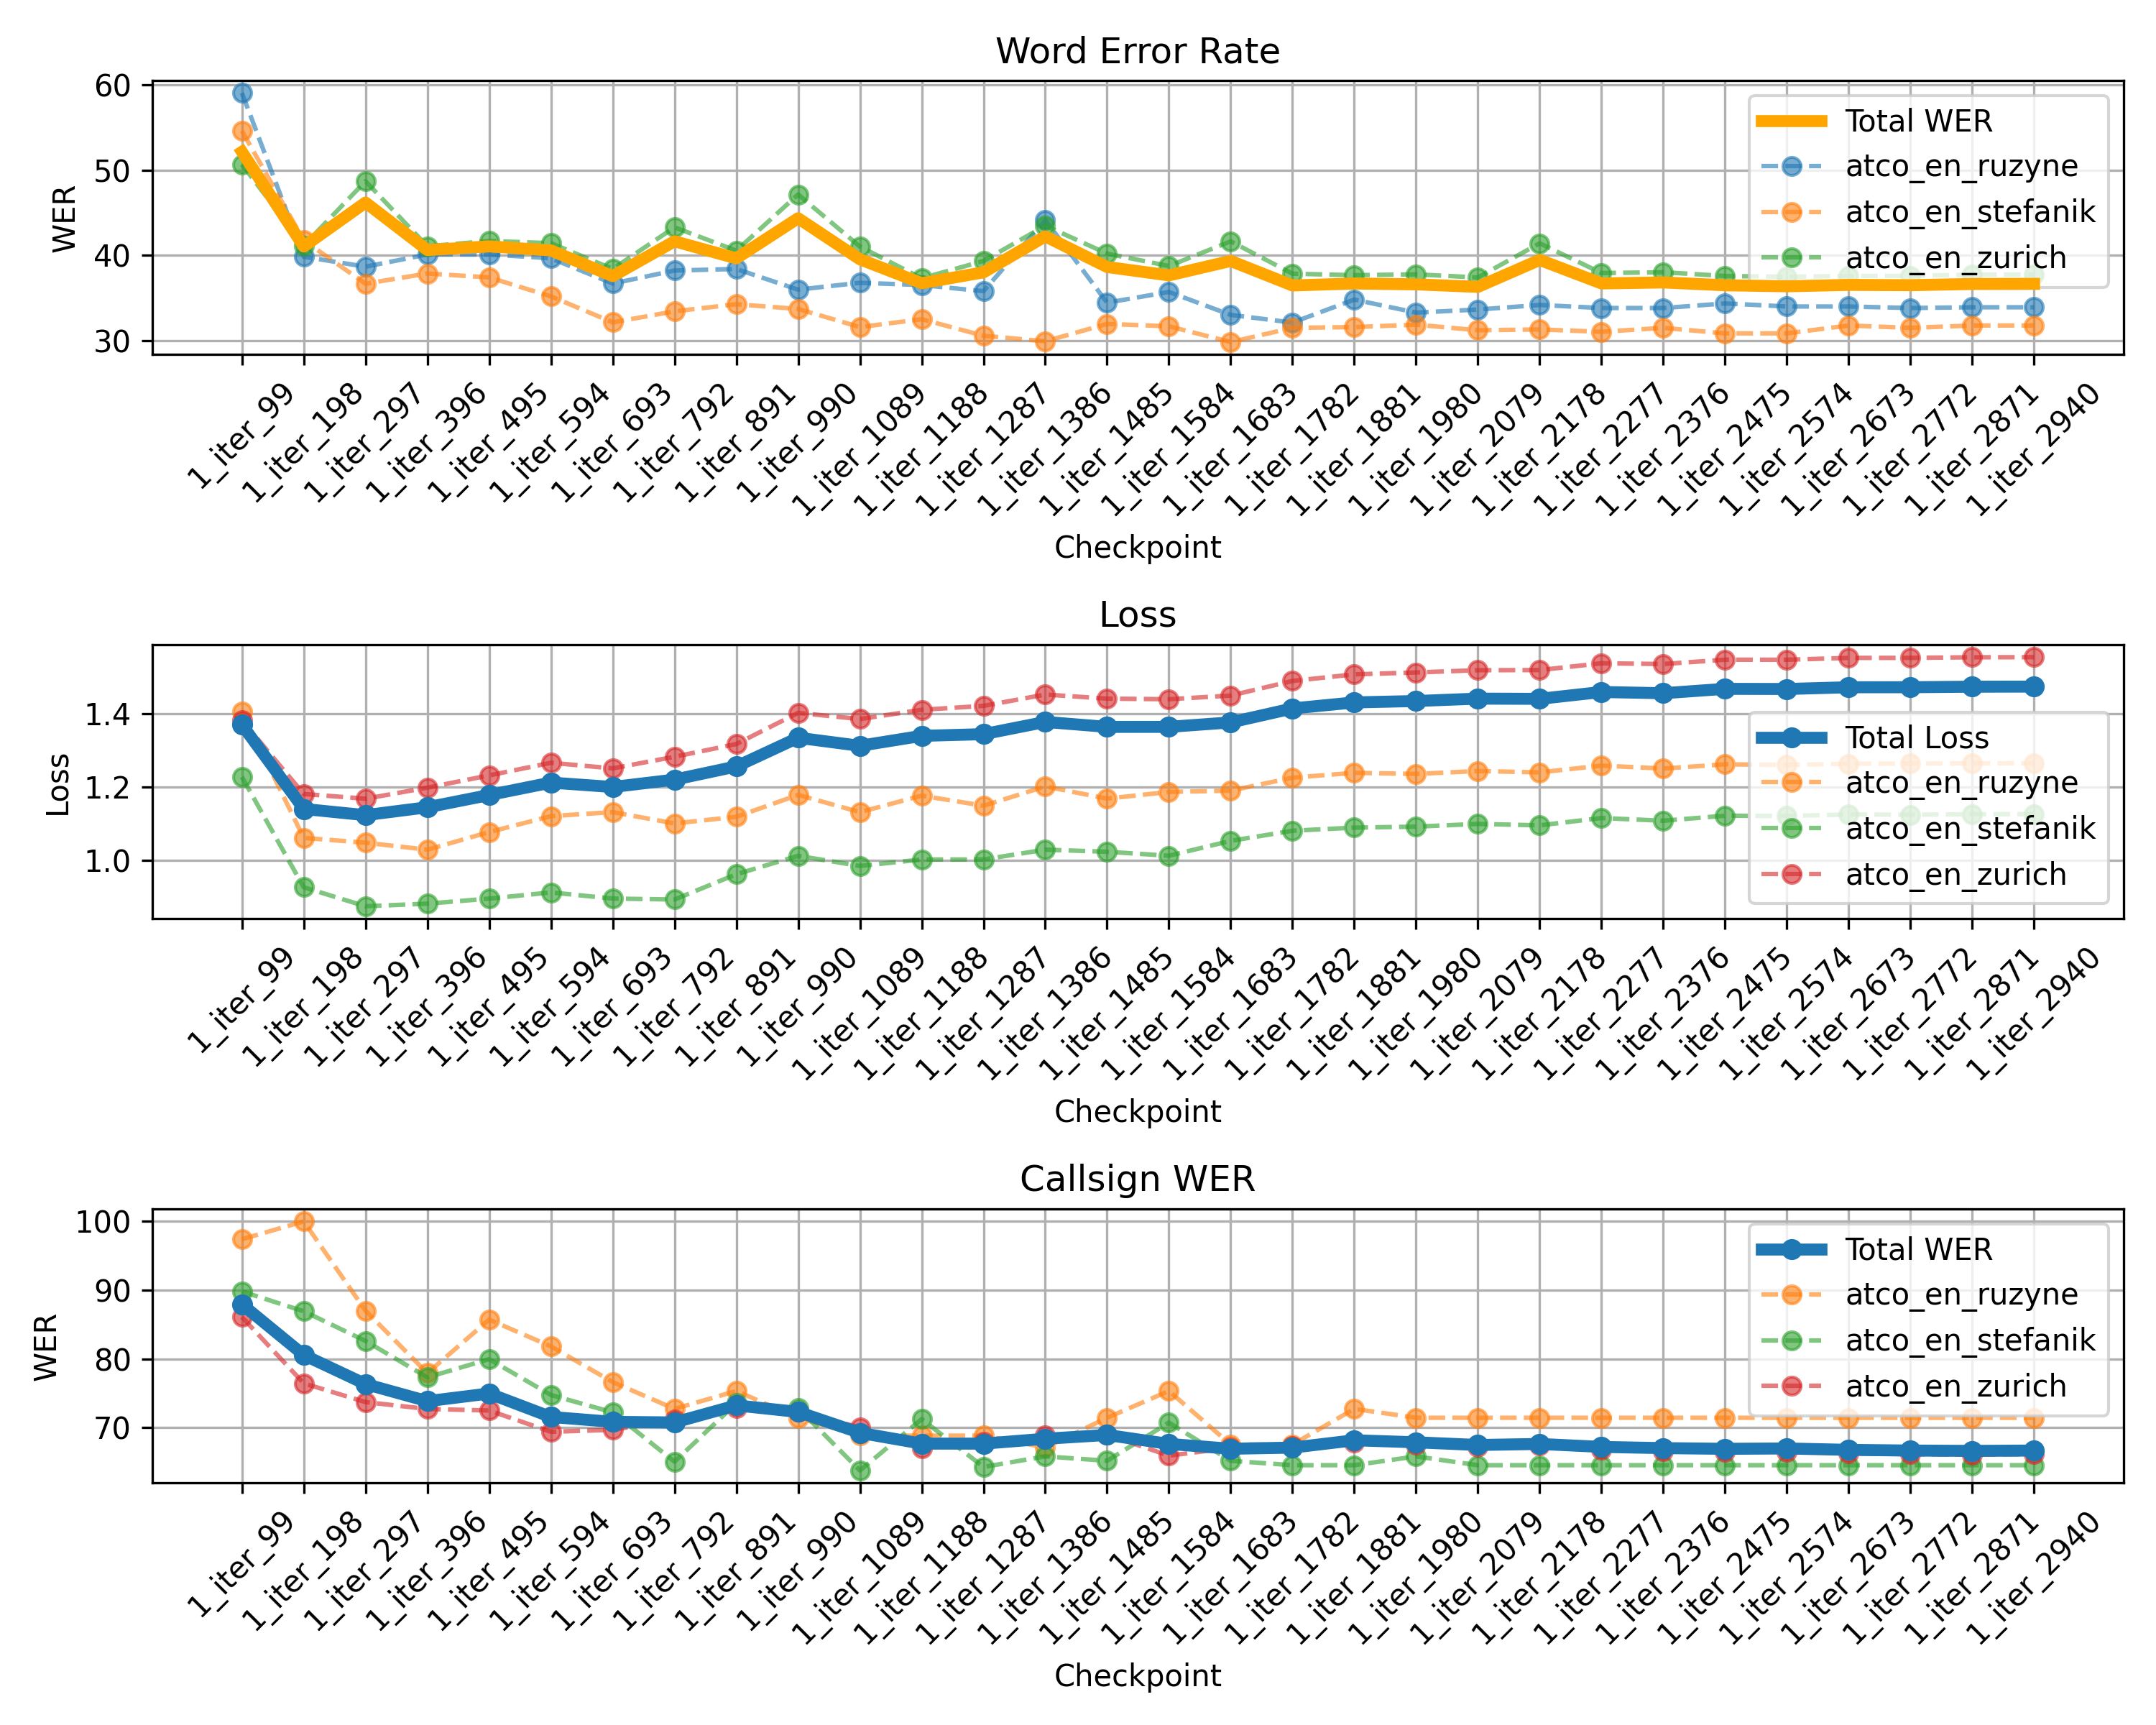 Word Error Rate
60
50
40
30
WER
Total WER
atco_en_ruzyne
atco_en_stefanik
atco_en_zurich
1_iter_99
1_iter_198
1_iter_297
1_iter_396
1_iter_495
1_iter_594
1_iter_693
1_iter_792
1_iter_891
1_iter_990
1_iter_1089
1_iter_1188
1_iter_1287
1_iter_1386
1_iter_1485
1_iter_1584
1_iter_1683
1_iter_1782
1_iter_1881
1_iter_1980
1_iter_2079
1_iter_2178
1_iter_2277
1_iter_2376
1_iter_2475
1_iter_2574
1_iter_2673
1_iter_2772
1_iter_2871
1_iter_2940
Checkpoint
Loss
1.4
1.2
1.0
Loss
Total Loss
atco_en_ruzyne
atco_en_stefanik
atco_en_zurich
1_iter_99
1_iter_198
1_iter_297
1_iter_396
1_iter_495
1_iter_594
1_iter_693
1_iter_792
1_iter_891
1_iter_990
1_iter_1089
1_iter_1188
1_iter_1287
1_iter_1386
1_iter_1485
1_iter_1584
1_iter_1683
1_iter_1782
1_iter_1881
1_iter_1980
1_iter_2079
1_iter_2178
1_iter_2277
1_iter_2376
1_iter_2475
1_iter_2574
1_iter_2673
1_iter_2772
1_iter_2871
1_iter_2940
Checkpoint
Callsign WER
100
90
80
70
WER
Total WER
atco_en_ruzyne
atco_en_stefanik
atco_en_zurich
1_iter_99
1_iter_198
1_iter_297
1_iter_396
1_iter_495
1_iter_594
1_iter_693
1_iter_792
1_iter_891
1_iter_990
1_iter_1089
1_iter_1188
1_iter_1287
1_iter_1386
1_iter_1485
1_iter_1584
1_iter_1683
1_iter_1782
1_iter_1881
1_iter_1980
1_iter_2079
1_iter_2178
1_iter_2277
1_iter_2376
1_iter_2475
1_iter_2574
1_iter_2673
1_iter_2772
1_iter_2871
1_iter_2940
Checkpoint